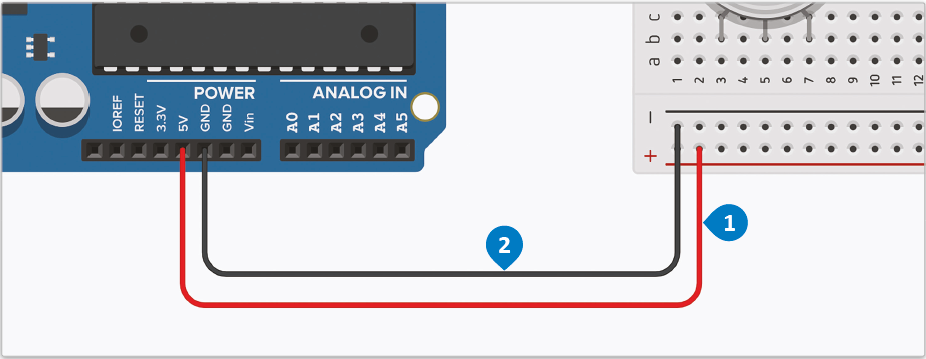 POWER
ANALOG IN
IOREF
RESET
3.3V
5V
GND
GND
Vin
A0
A1
A2
A3
A4
A5
c
b
a
1 2 3 4 5 6 7 8 9 10 11 12
−
+
1
2